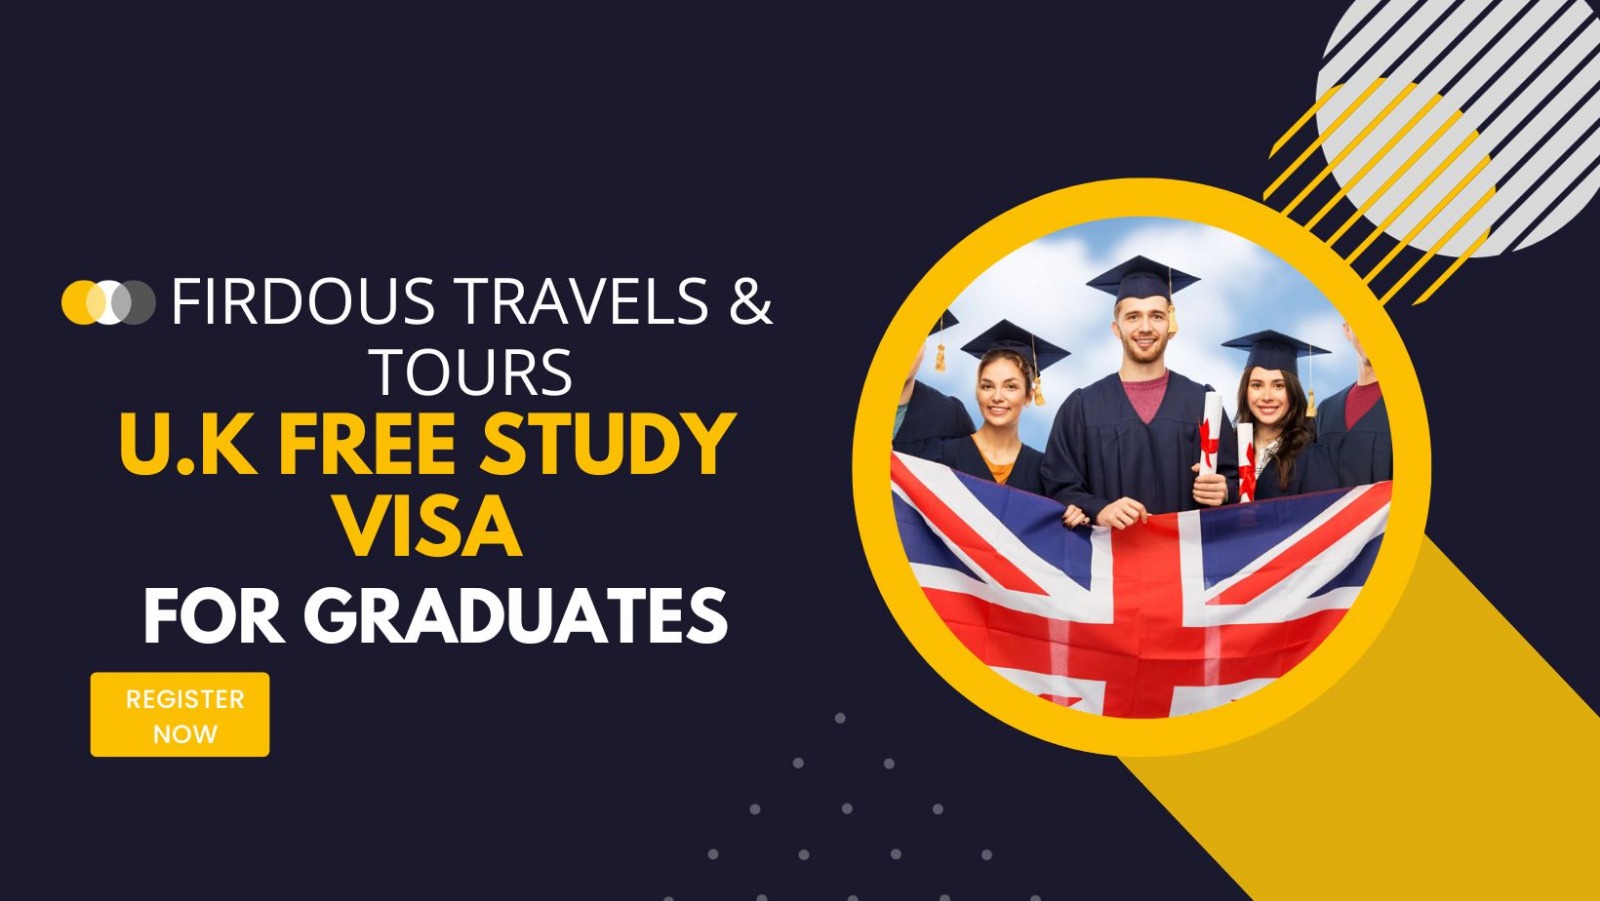 FIRDOUS TRAVELS &
TOURS
U.K FREE STUDY
VISA
FOR GRADUATES
REGISTER
NOW